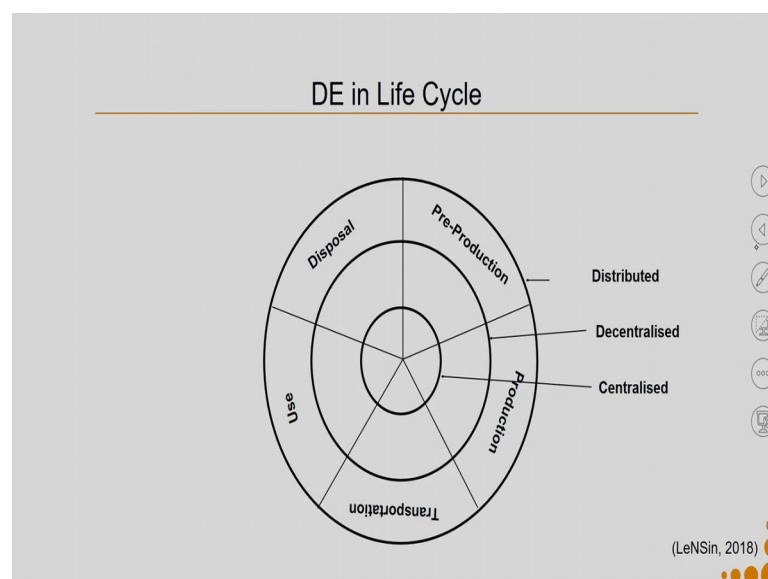 DE in Life Cycle
Disposal
Pre-Production
Distributed
Decentralised
Centralised
Production
Use
Transportation
(LeNSin, 2018)